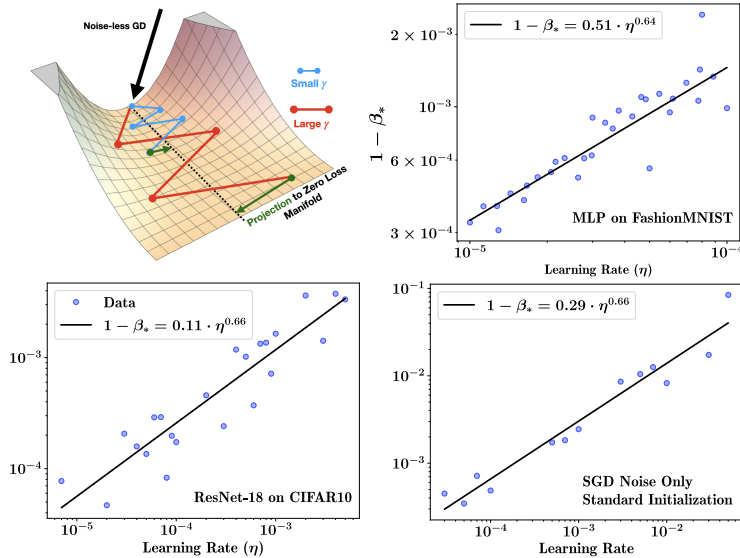 Noise-less GD
Small γ
Large γ
Projection to Zero Loss
Manifold
1 − β* = 0.51 · η^0.64
2 × 10^−3
10^−3
6 × 10^−4
3 × 10^−4
1 − β*
MLP on FashionMNIST
10^−5
10^−4
Learning Rate (η)
Data
1 − β* = 0.11 · η^0.66
10^−3
10^−4
ResNet-18 on CIFAR10
10^−5
10^−4
10^−3
Learning Rate (η)
1 − β* = 0.29 · η^0.66
10^−1
10^−2
10^−3
SGD Noise Only
Standard Initialization
10^−4
10^−3
10^−2
Learning Rate (η)